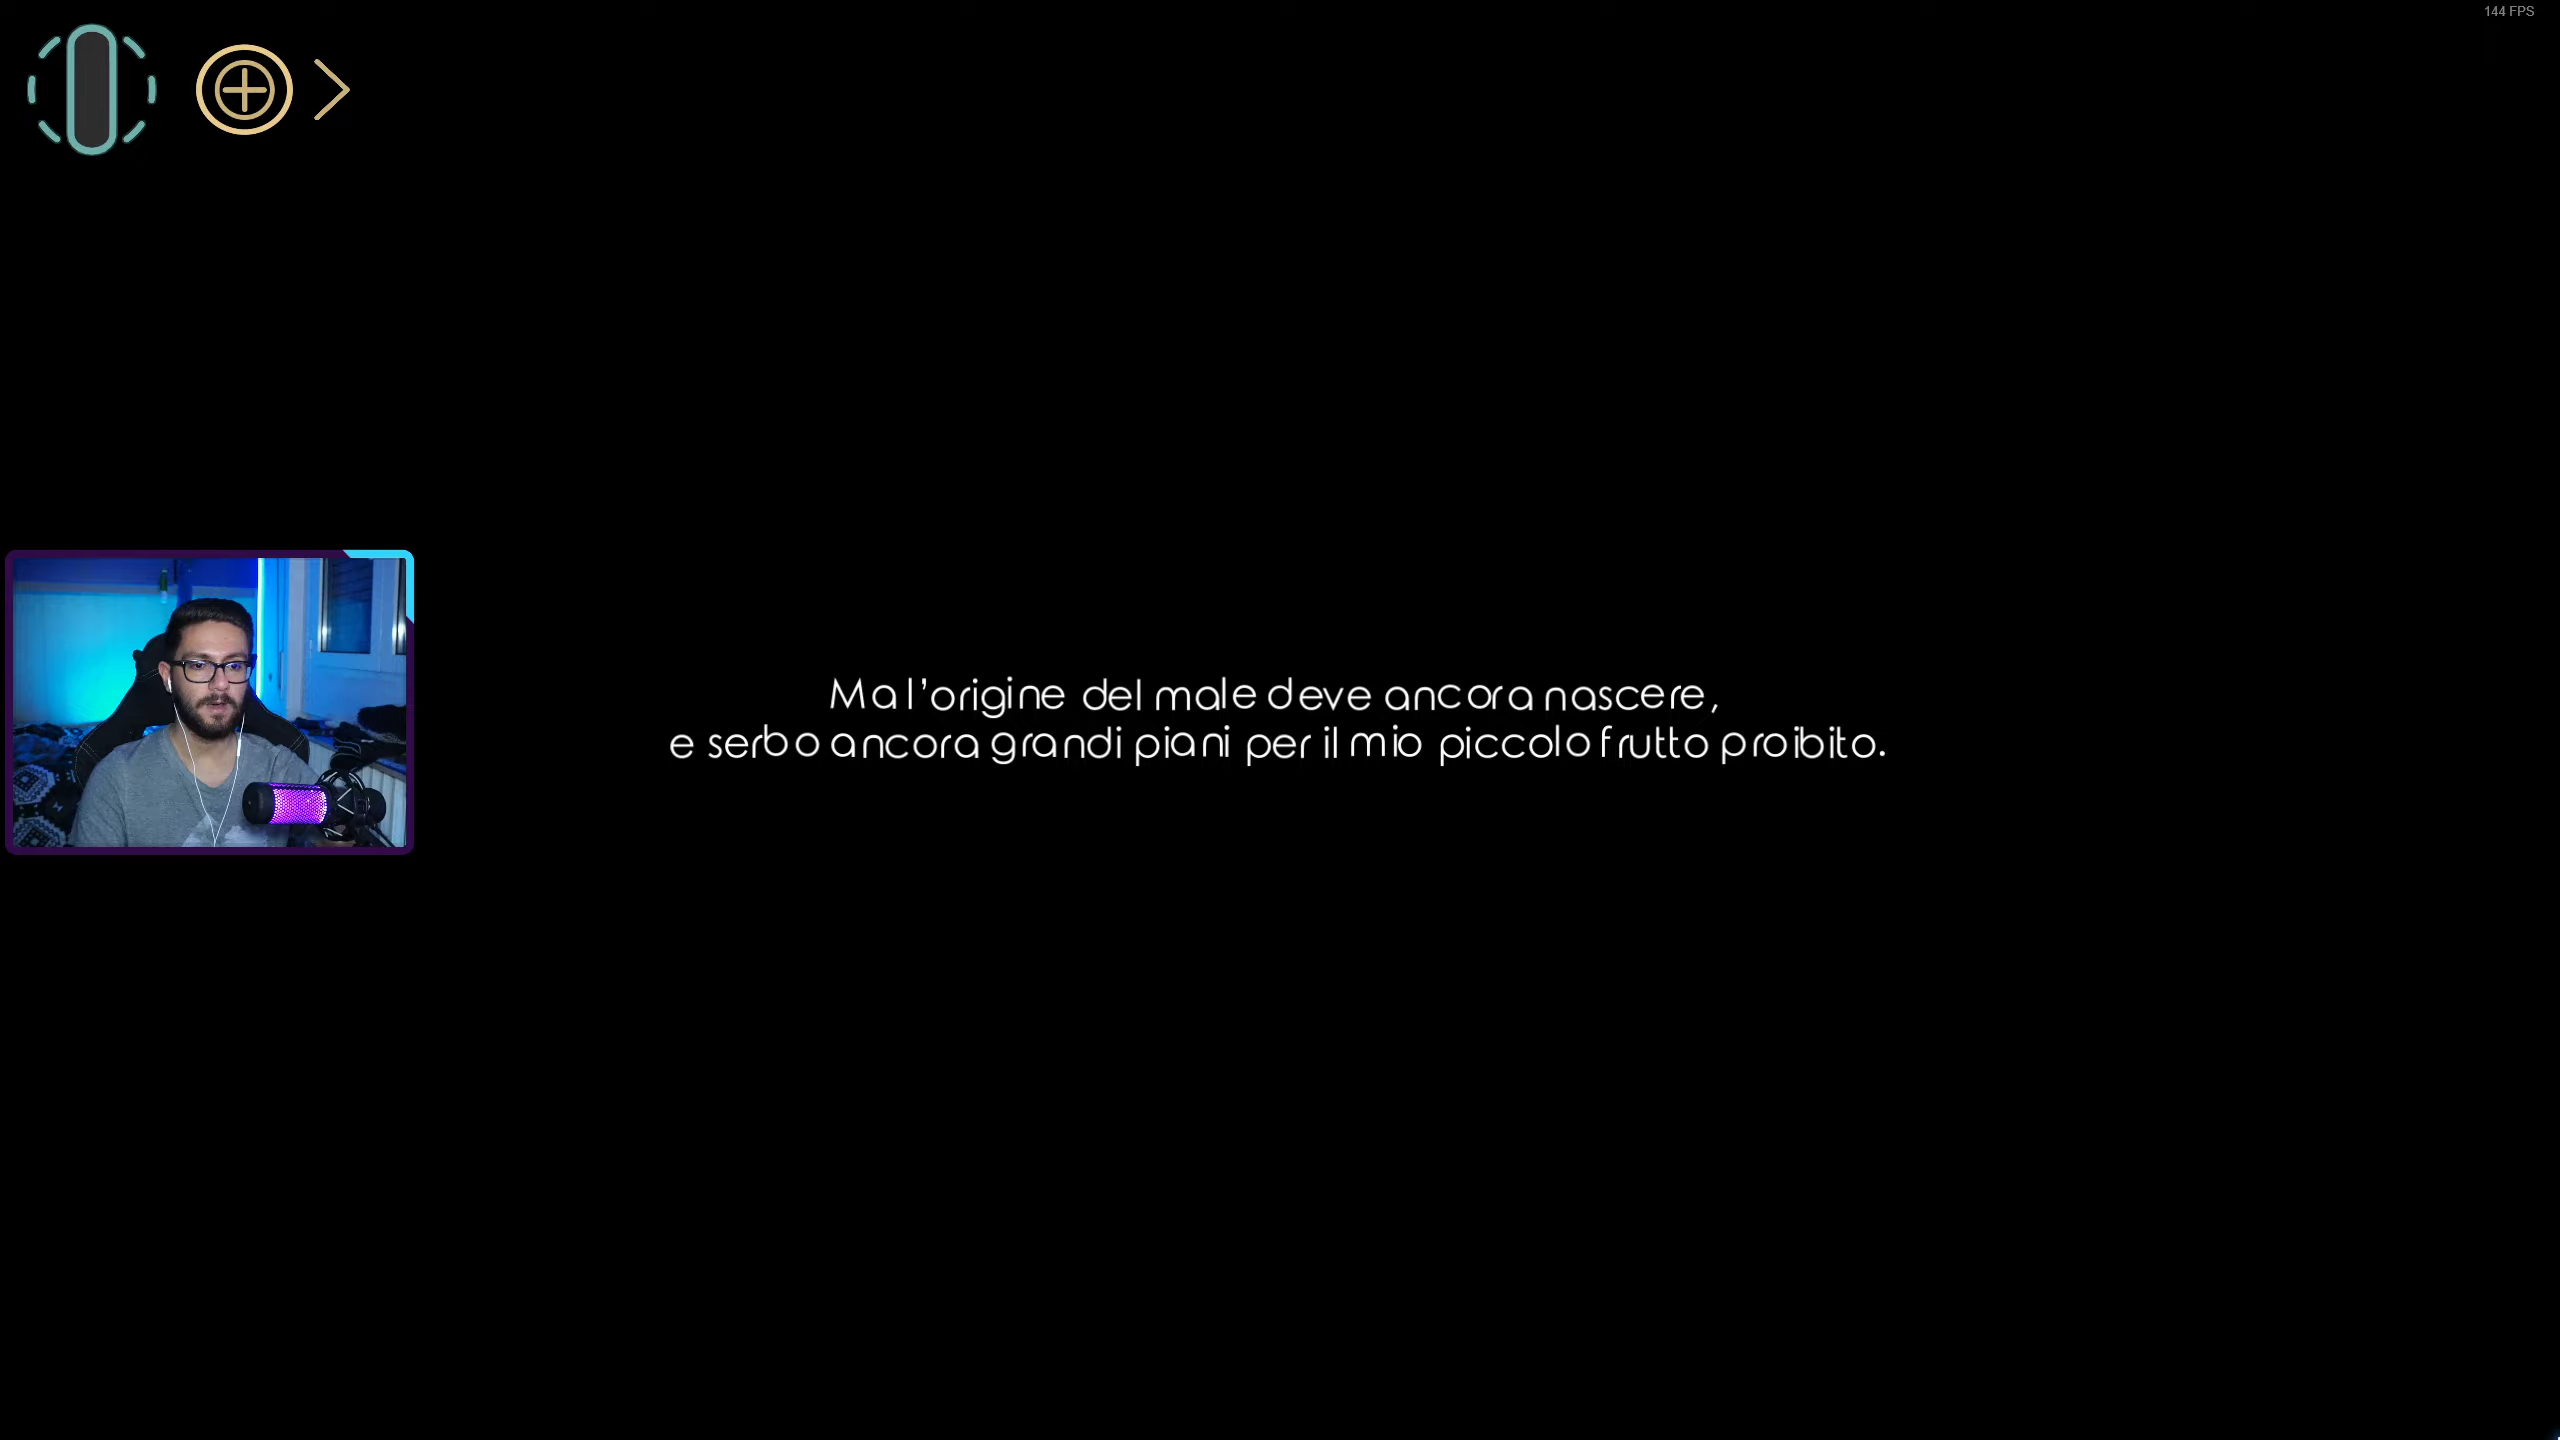 144 FPS
Ma l'origine del male deve ancora nascere,
e serbo ancora grandi piani per il mio piccolo frutto proibito.